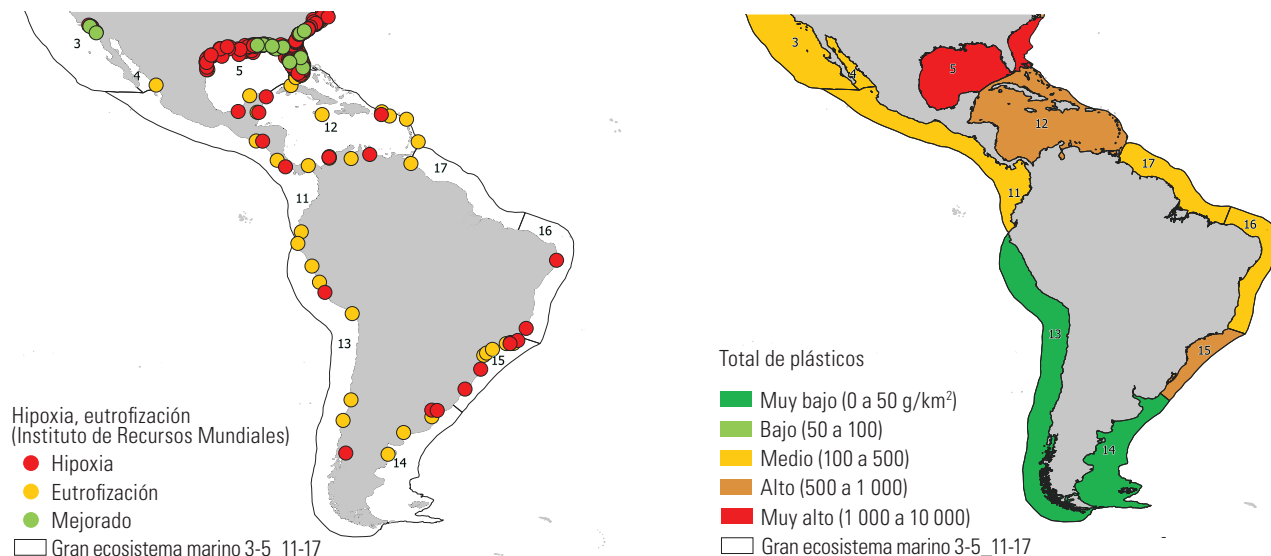 3
4
5
12
17
11
16
13
15
14
Hipoxia, eutrofización
(Instituto de Recursos Mundiales)
Hipoxia
Eutrofización
Mejorado
Gran ecosistema marino 3-5_11-17
3
4
5
12
17
11
16
13
15
14
Total de plásticos
Muy bajo (0 a 50 g/km²)
Bajo (50 a 100)
Medio (100 a 500)
Alto (500 a 1 000)
Muy alto (1 000 a 10 000)
Gran ecosistema marino 3-5_11-17